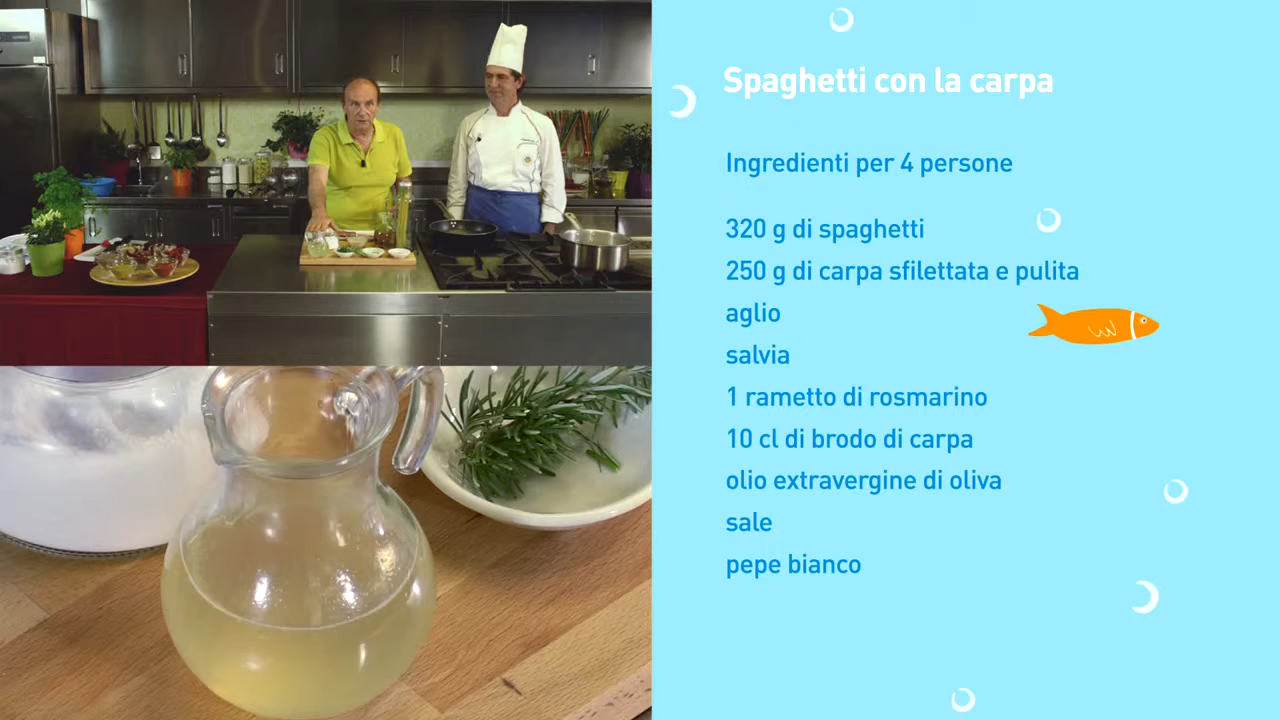 Spaghetti con la carpa
Ingredienti per 4 persone
320 g di spaghetti
250 g di carpa sfilettata e pulita
aglio
salvia
1 rametto di rosmarino
10 cl di brodo di carpa
olio extravergine di oliva
sale
pepe bianco